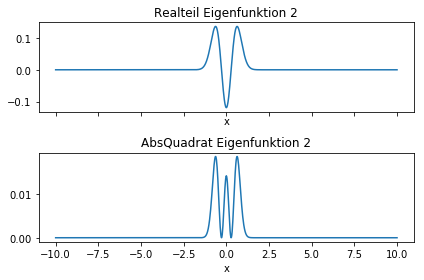 Realteil Eigenfunktion 2
0.1
0.0
−0.1
x
AbsQuadrat Eigenfunktion 2
0.01
0.00
−10.0 −7.5 −5.0 −2.5 0.0 2.5 5.0 7.5 10.0
x